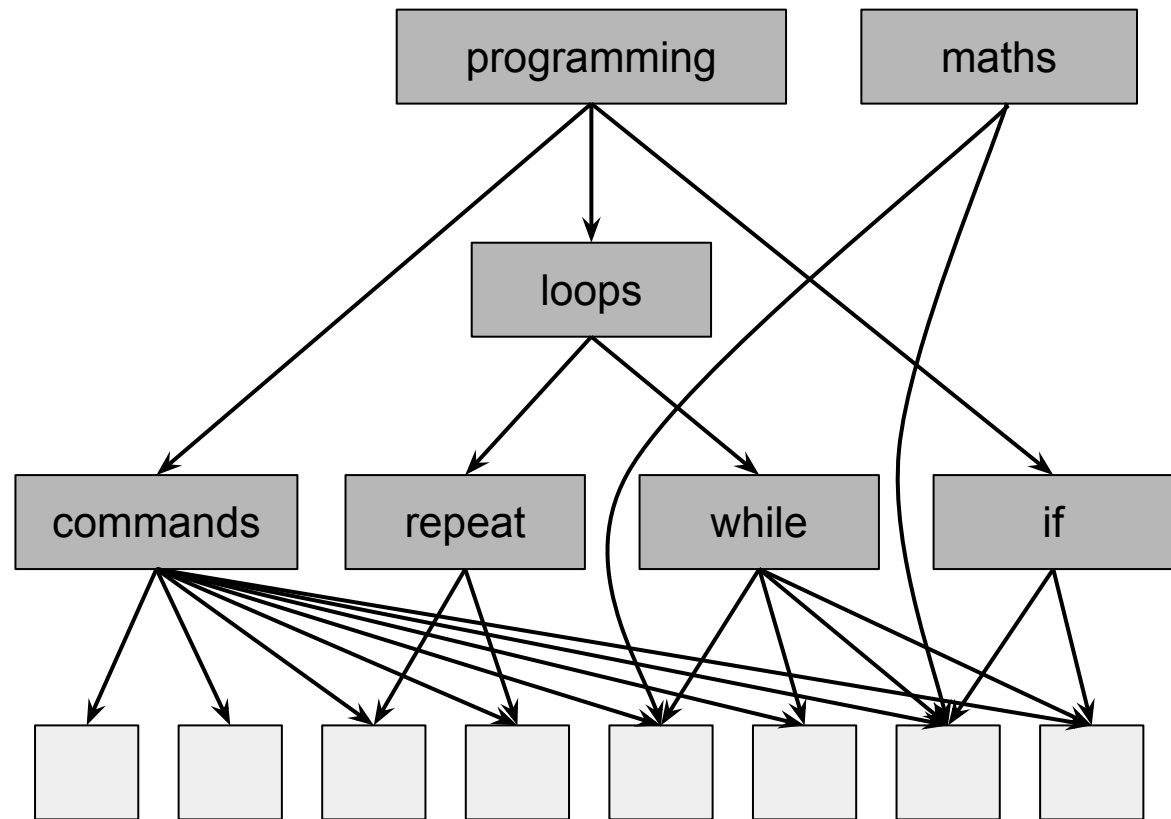 programming
maths
loops
commands
repeat
while
if